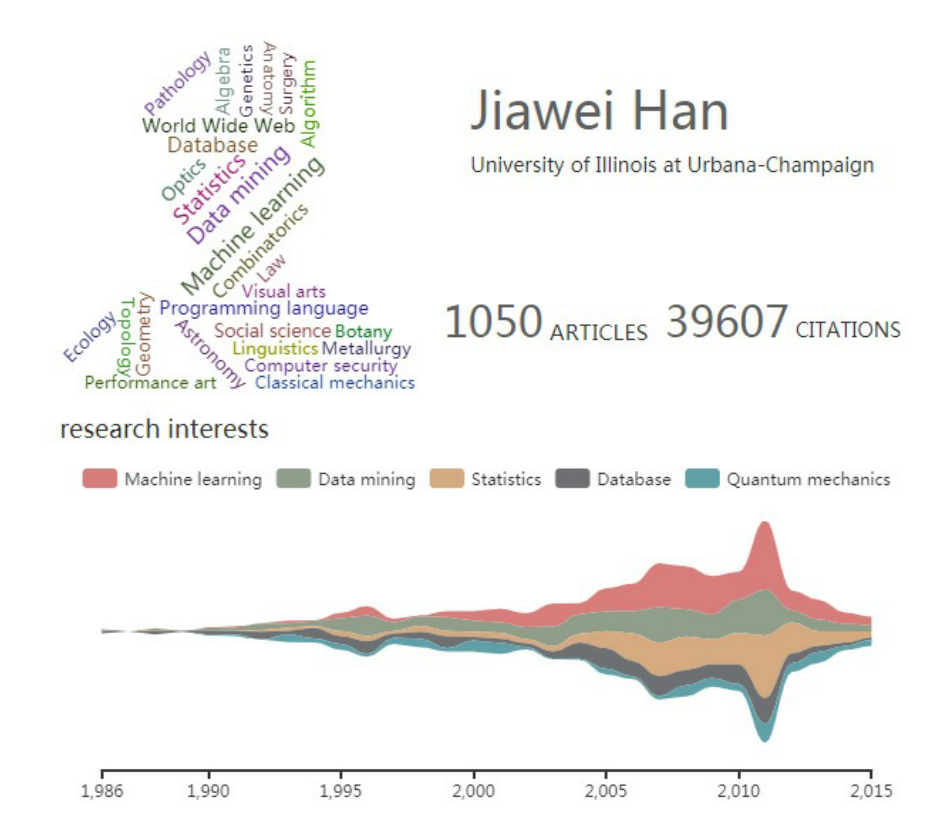 Pathology
Algebra
Genetics
Anatomy
Surgery
Algorithm
World Wide Web
Database
Optics
Statistics
Data mining
Machine learning
Combinatorics
Law
Visual arts
Programming language
Ecology
Topology
Geometry
Astronomy
Social science
Botany
Linguistics
Metallurgy
Computer security
Performance art
Classical mechanics
Jiawei Han
University of Illinois at Urbana-Champaign
1050 ARTICLES 39607 CITATIONS
research interests
Machine learning Data mining Statistics Database Quantum mechanics
1,986 1,990 1,995 2,000 2,005 2,010 2,015